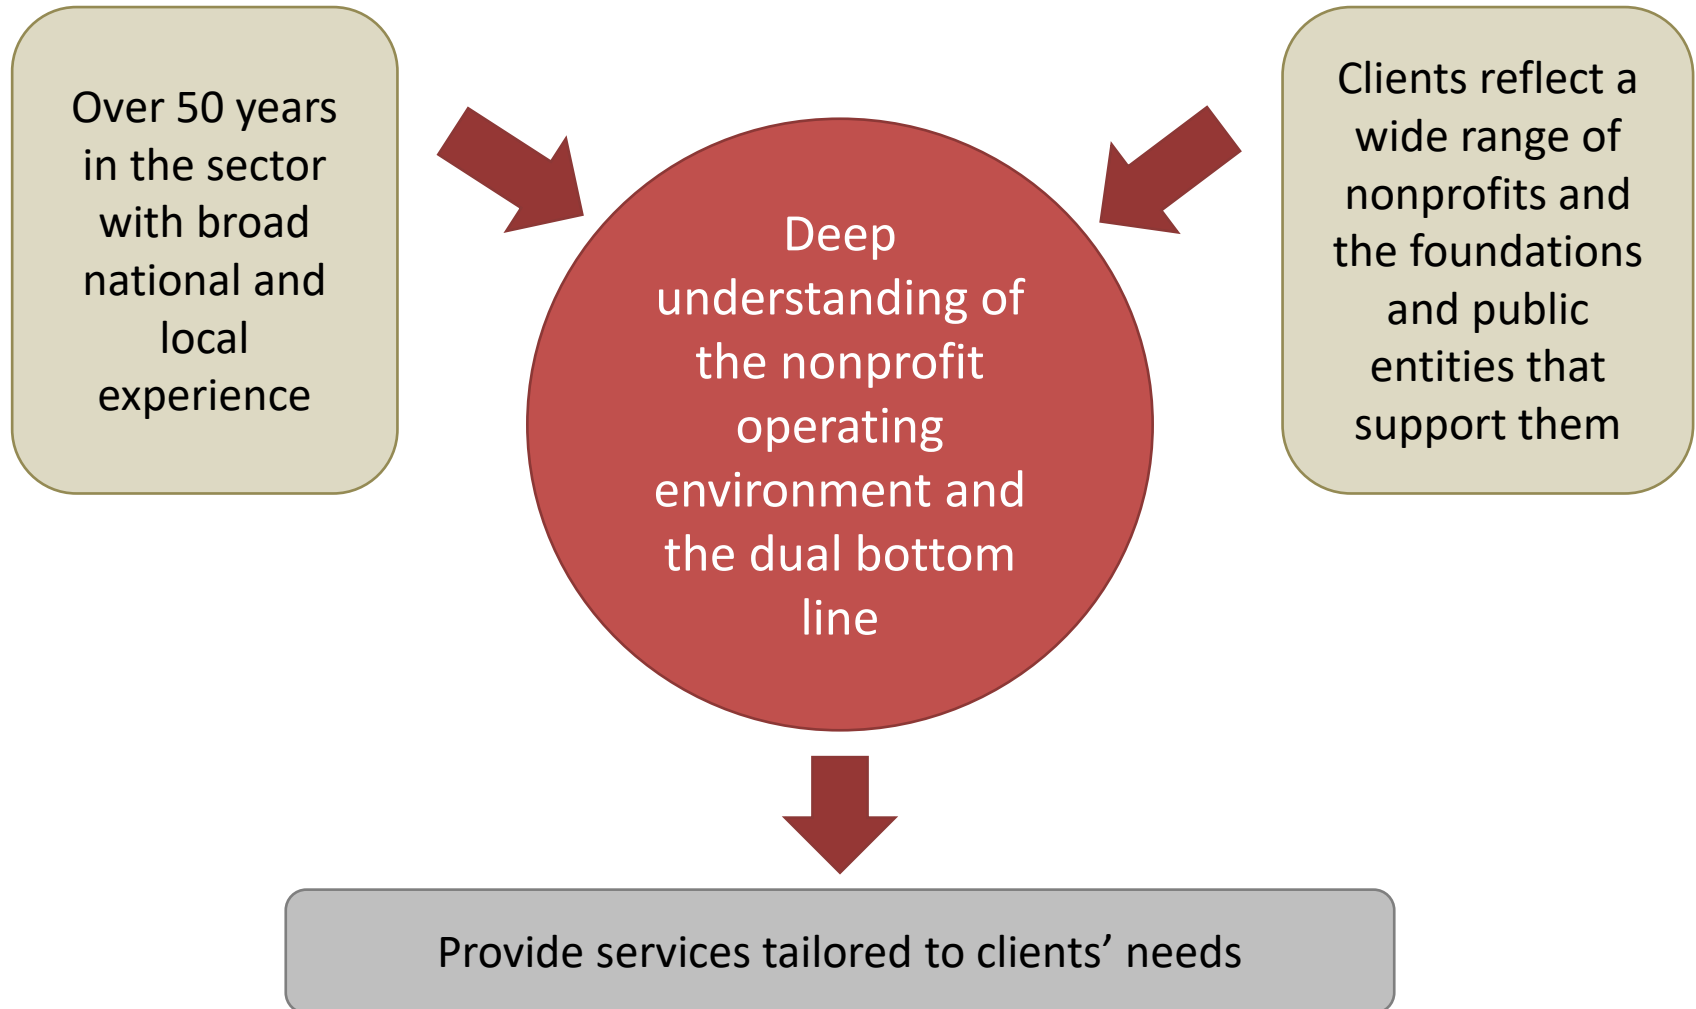 Over 50 years
in the sector
with broad
national and
local
experience
Clients reflect a
wide range of
nonprofits and
the foundations
and public
entities that
support them
Deep
understanding of
the nonprofit
operating
environment and
the dual bottom
line
Provide services tailored to clients’ needs